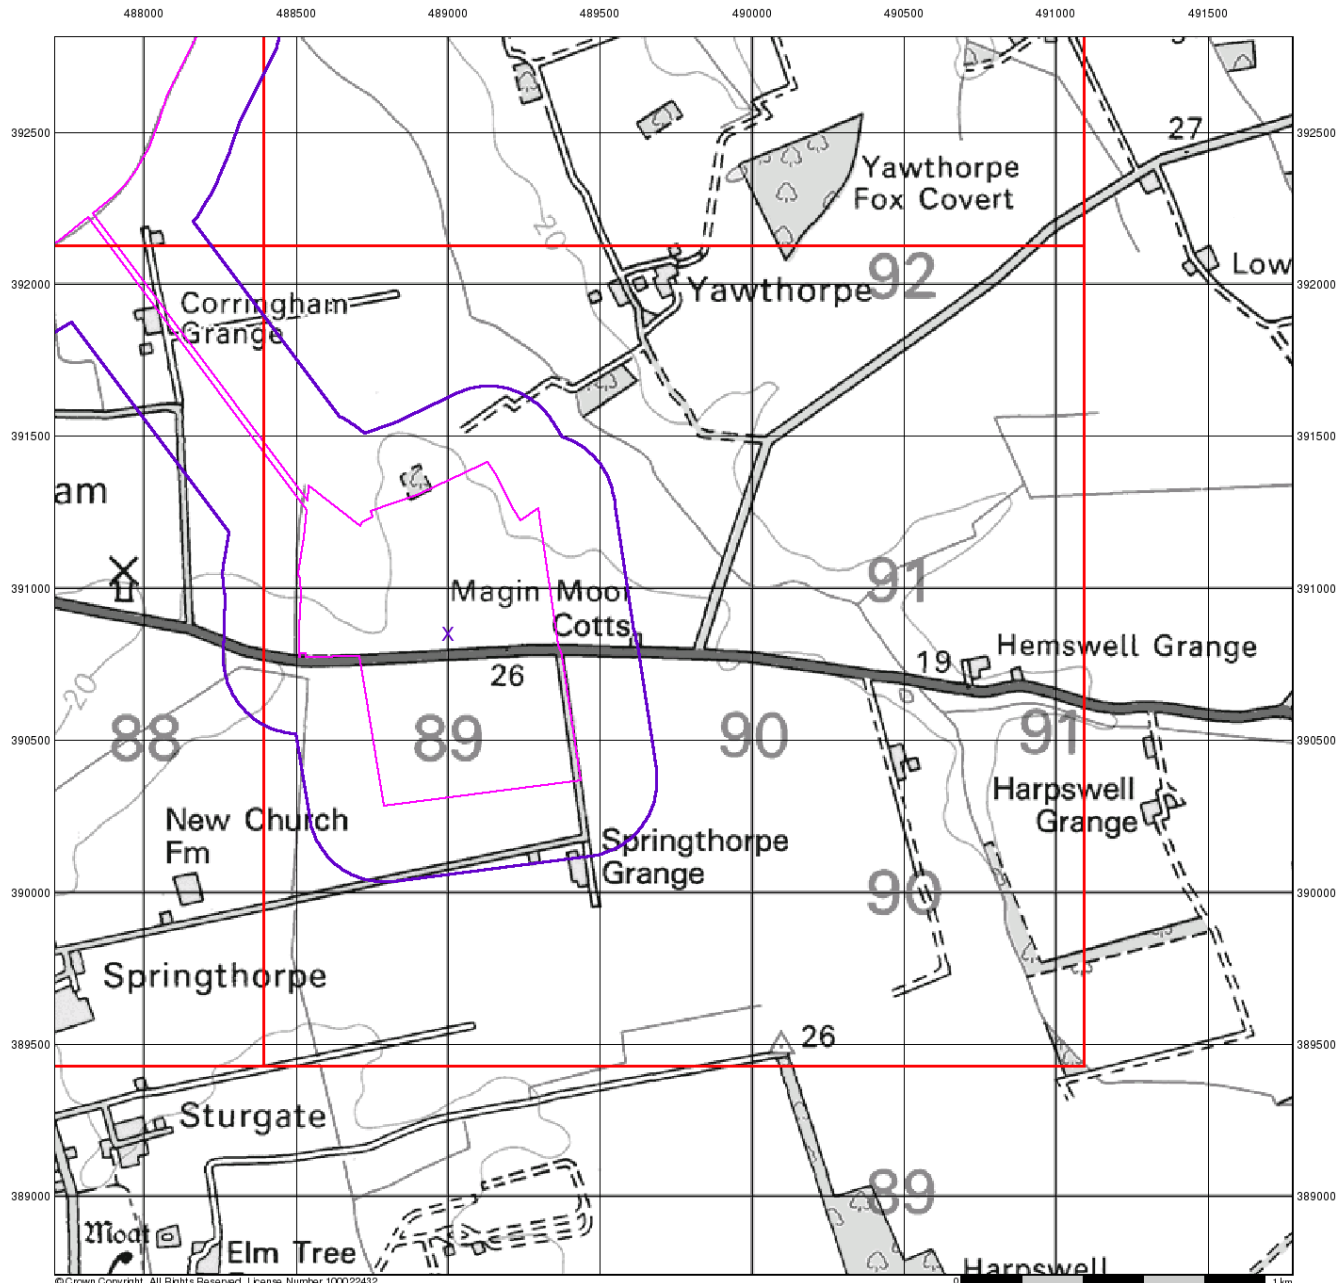 488000 488500 489000 489500 490000 490500 491000 491500
392500
27
Yawthorpe
Fox Covert
20
92
Low
392000
Yawthorpe
Corringham
Grange
391500
am
391000
91
Magin Moor
Cotts
Hemswell Grange
19
26
20
88 89 90 91
390500
Harpswell
Grange
New Church
Fm
Springthorpe
Grange
390000
90
Springthorpe
389500
26
Sturgate
389000
89
Moat
Elm Tree
Harpswell
© Crown Copyright. All Rights Reserved. License Number 100022432
0 1 km